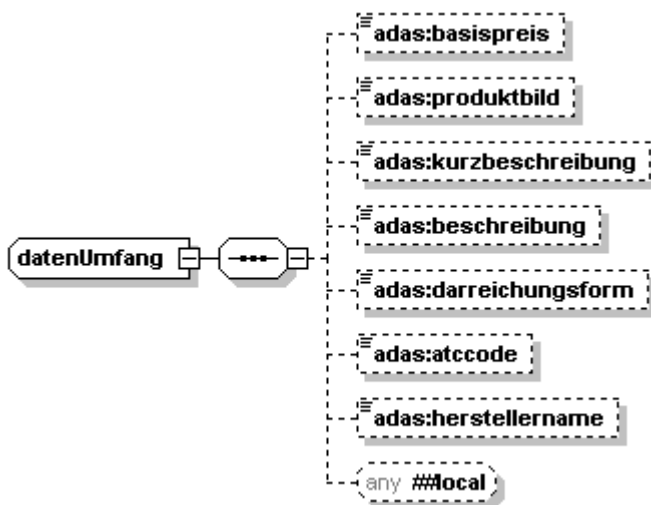 adas:basispreis
adas:produktbild
adas:kurzbeschreibung
adas:beschreibung
datenUmfang
adas:darreichungsform
adas:atccode
adas:herstellername
any ##local